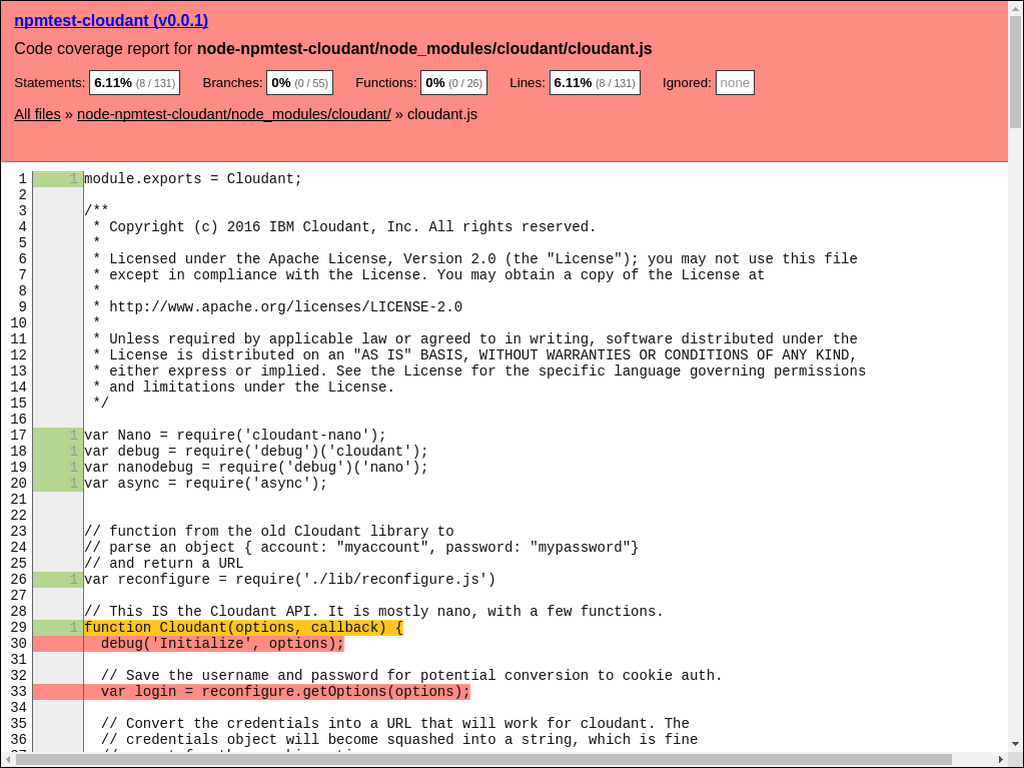 npmtest-cloudant (v0.0.1)
Code coverage report for node-npmtest-cloudant/node_modules/cloudant/cloudant.js
Statements: 6.11% (8 / 131) Branches: 0% (0 / 55) Functions: 0% (0 / 26) Lines: 6.11% (8 / 131) Ignored: none
All files » node-npmtest-cloudant/node_modules/cloudant/ » cloudant.js
1 1 module.exports = Cloudant;
2
3 /**
4 * Copyright (c) 2016 IBM Cloudant, Inc. All rights reserved.
5 *
6 * Licensed under the Apache License, Version 2.0 (the "License"); you may not use this file
7 * except in compliance with the License. You may obtain a copy of the License at
8 *
9 * http://www.apache.org/licenses/LICENSE-2.0
10 *
11 * Unless required by applicable law or agreed to in writing, software distributed under the
12 * License is distributed on an "AS IS" BASIS, WITHOUT WARRANTIES OR CONDITIONS OF ANY KIND,
13 * either express or implied. See the License for the specific language governing permissions
14 * and limitations under the License.
15 */
16
17 1 var Nano = require('cloudant-nano');
18 1 var debug = require('debug')('cloudant');
19 1 var nanodebug = require('debug')('nano');
20 1 var async = require('async');
21
22
23 // function from the old Cloudant library to
24 // parse an object { account: "myaccount", password: "mypassword"}
25 // and return a URL
26 1 var reconfigure = require('./lib/reconfigure.js')
27
28 // This IS the Cloudant API. It is mostly nano, with a few functions.
29 1 function Cloudant(options, callback) {
30 debug('Initialize', options);
31
32 // Save the username and password for potential conversion to cookie auth.
33 var login = reconfigure.getOptions(options);
34
35 // Convert the credentials into a URL that will work for cloudant. The
36 // credentials object will become squashed into a string, which is fine